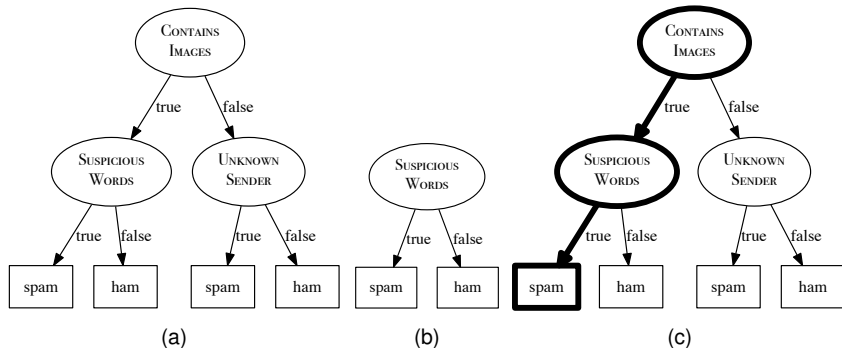 CONTAINS
IMAGES
true
false
SUSPICIOUS
WORDS
UNKNOWN
SENDER
true
false
true
false
spam
ham
spam
ham
(a)
SUSPICIOUS
WORDS
true
false
spam
ham
(b)
CONTAINS
IMAGES
true
false
SUSPICIOUS
WORDS
UNKNOWN
SENDER
true
false
true
false
spam
ham
spam
ham
(c)